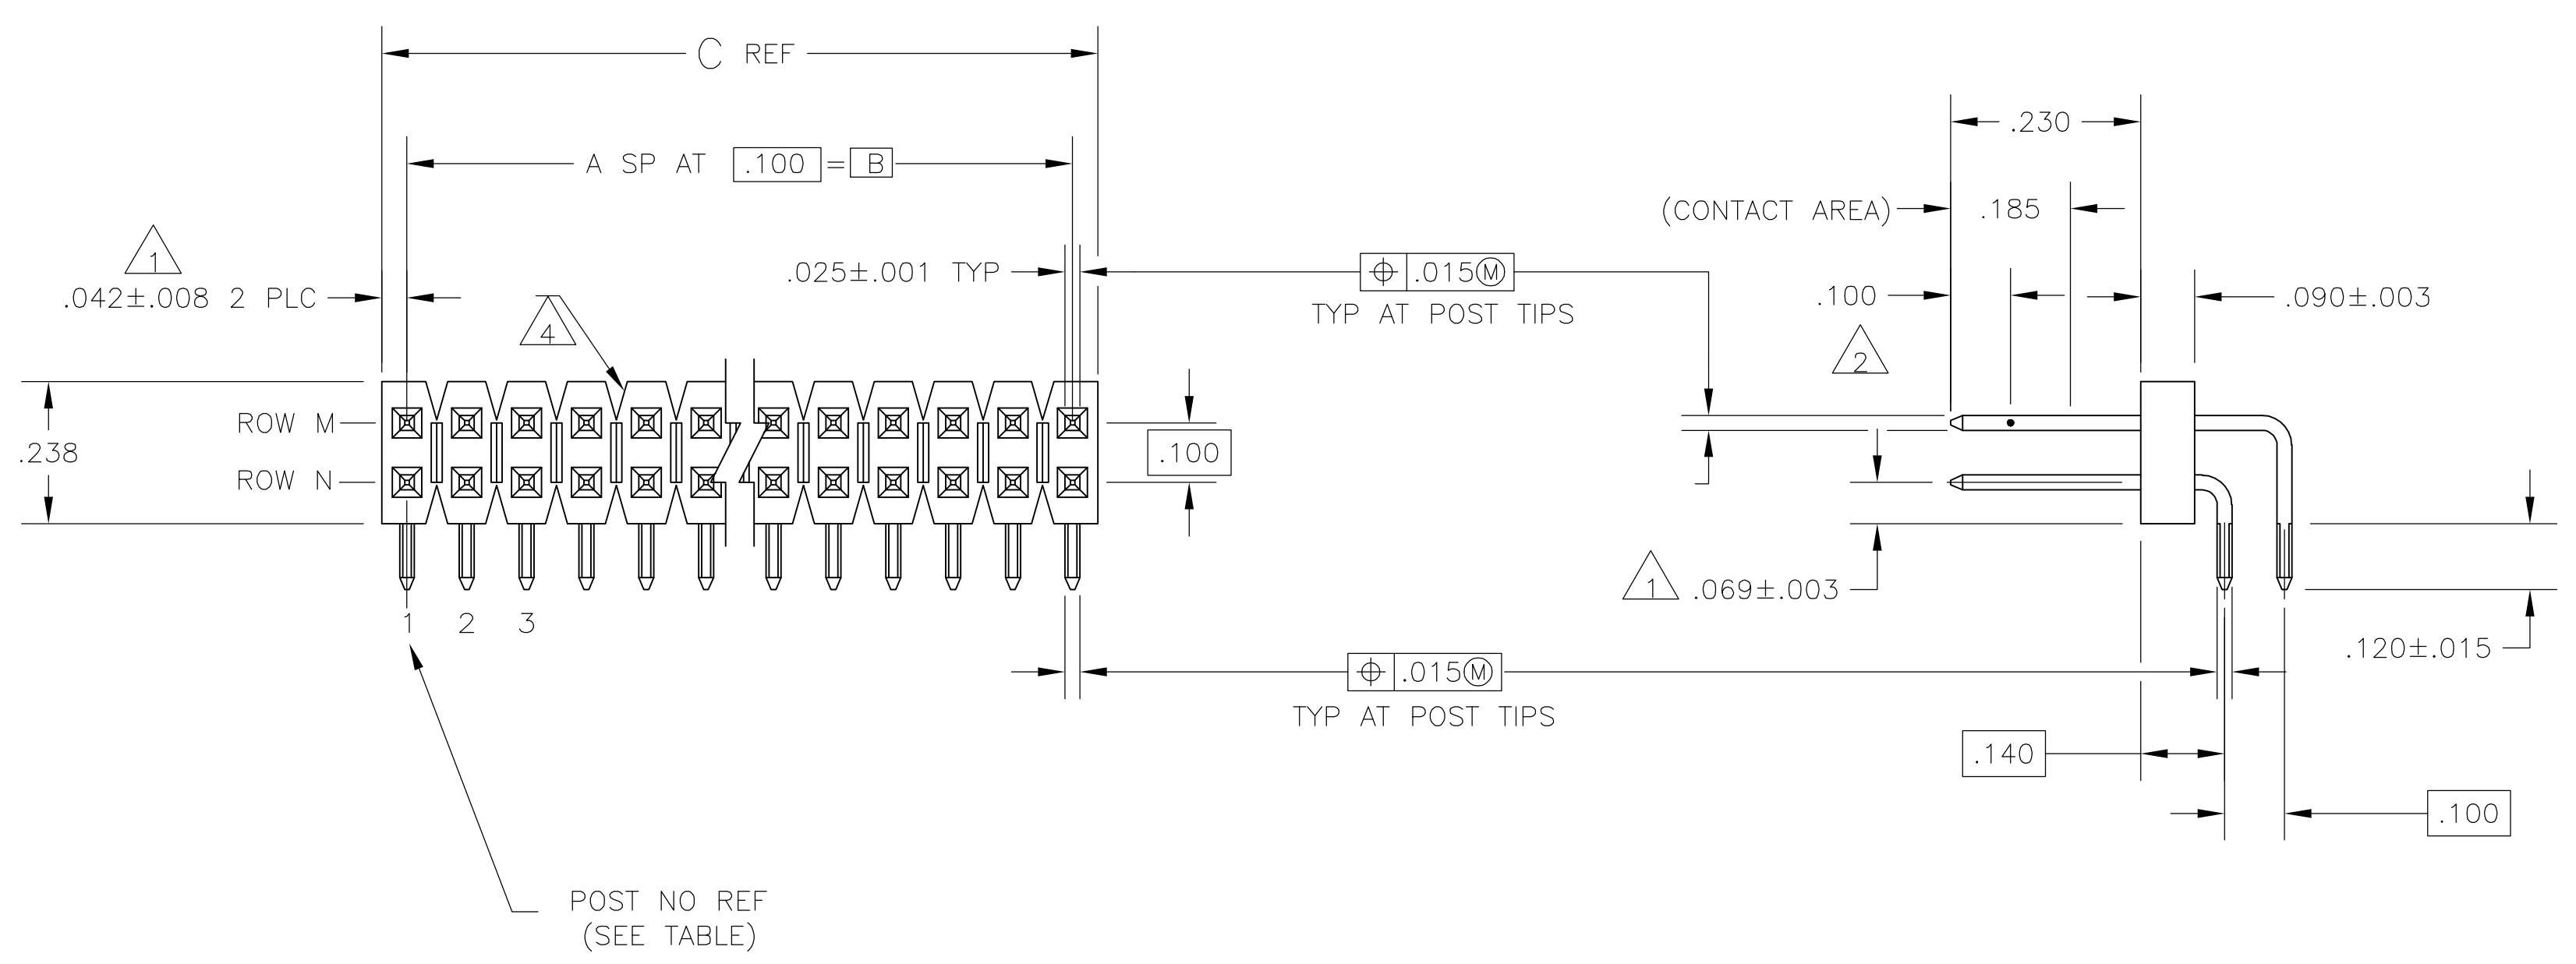 C REF
.230
A SP AT .100 = B
(CONTACT AREA) .185
1
.025±.001 TYP
⌖ .015Ⓜ
.042±.008 2 PLC
.100
.090±.003
TYP AT POST TIPS
4
2
ROW M
.238
.100
ROW N
1 .069±.003
1 2 3
.120±.015
⌖ .015Ⓜ
TYP AT POST TIPS
.140
.100
POST NO REF
(SEE TABLE)